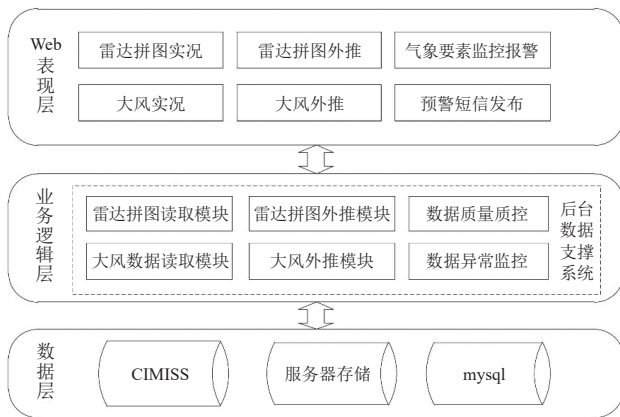 Web
表现层
雷达拼图实况
雷达拼图外推
气象要素监控报警
大风实况
大风外推
预警短信发布
业务逻辑层
雷达拼图读取模块
雷达拼图外推模块
数据质量质控
大风数据读取模块
大风外推模块
数据异常监控
后台
数据
支撑
系统
数据层
CIMISS
服务器存储
mysql